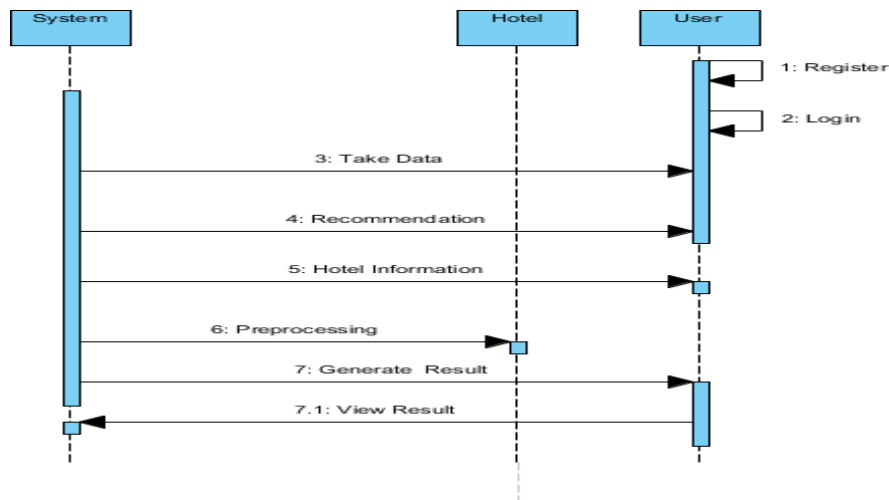 System
Hotel
User
1: Register
2: Login
3: Take Data
4: Recommendation
5: Hotel Information
6: Preprocessing
7: Generate Result
7.1: View Result